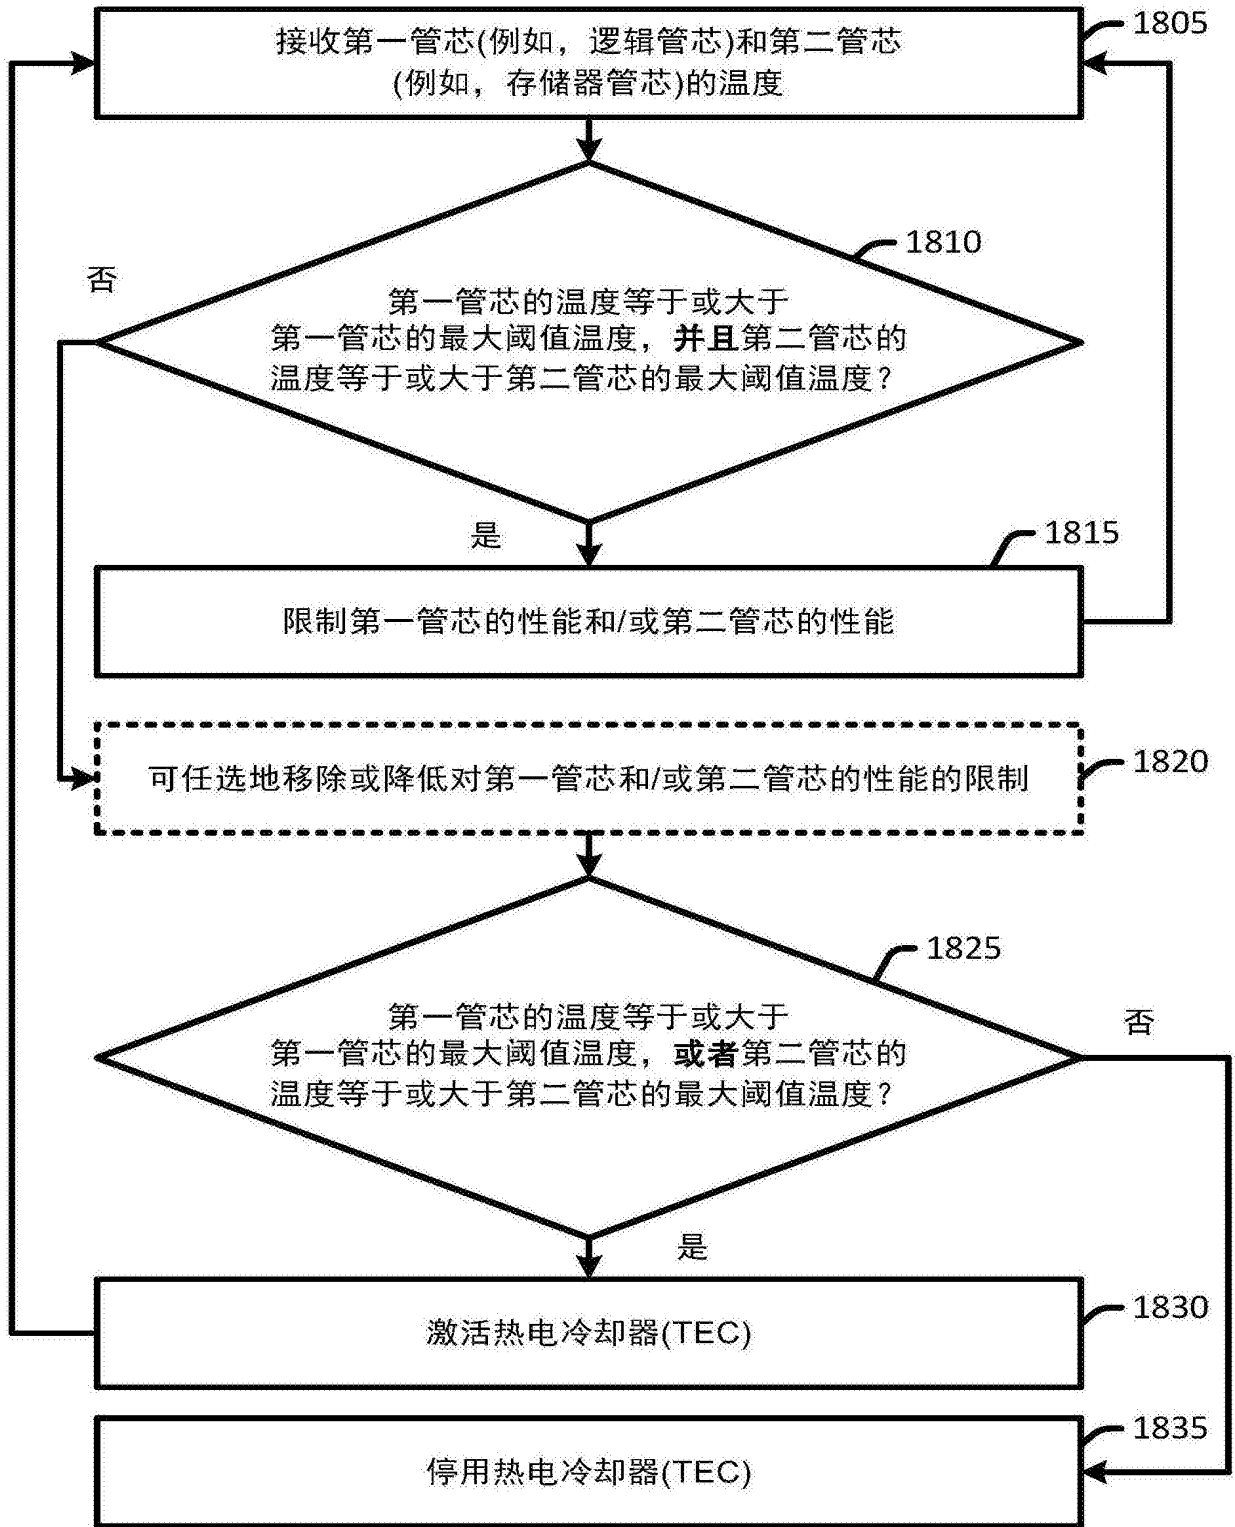 1805
接收第一管芯(例如，逻辑管芯)和第二管芯
(例如，存储器管芯)的温度
1810
否
第一管芯的温度等于或大于
第一管芯的最大阈值温度，并且第二管芯的
温度等于或大于第二管芯的最大阈值温度？
是
1815
限制第一管芯的性能和/或第二管芯的性能
1820
可任选地移除或降低对第一管芯和/或第二管芯的性能的限制
1825
否
第一管芯的温度等于或大于
第一管芯的最大阈值温度，或者第二管芯的
温度等于或大于第二管芯的最大阈值温度？
是
1830
激活热电冷却器(TEC)
1835
停用热电冷却器(TEC)